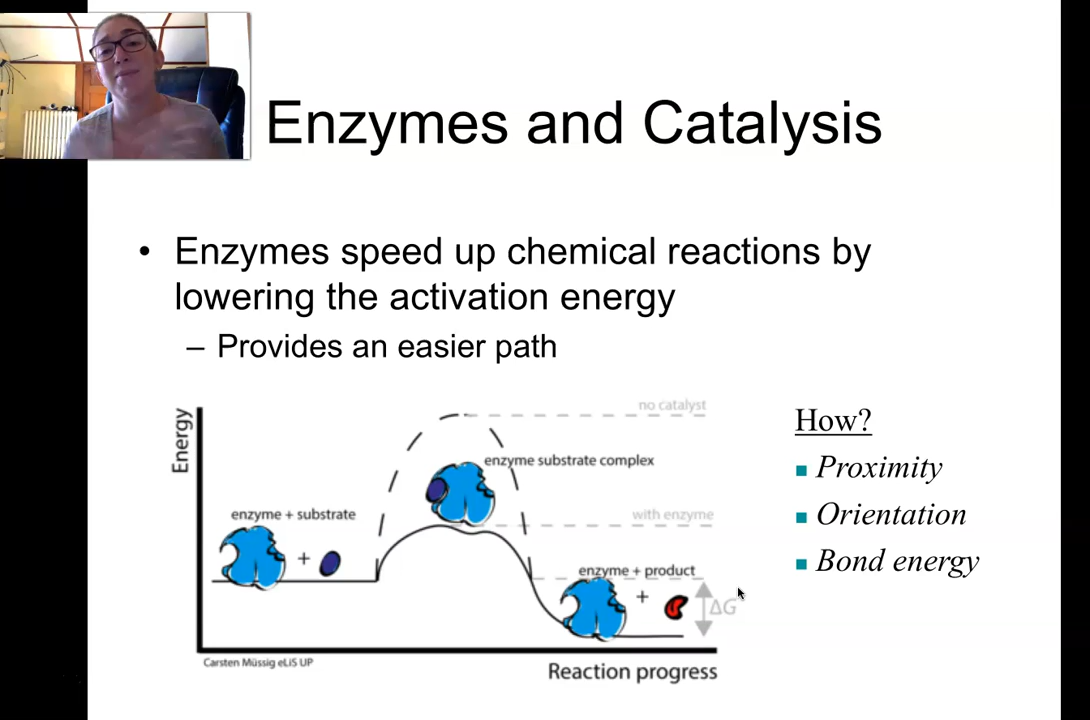 Enzymes and Catalysis
• Enzymes speed up chemical reactions by
lowering the activation energy
– Provides an easier path
Energy
no catalyst
enzyme substrate complex
enzyme + substrate
with enzyme
+
enzyme + product
+
ΔG
Carsten Müssig eLiS UP
Reaction progress
How?
▪ Proximity
▪ Orientation
▪ Bond energy